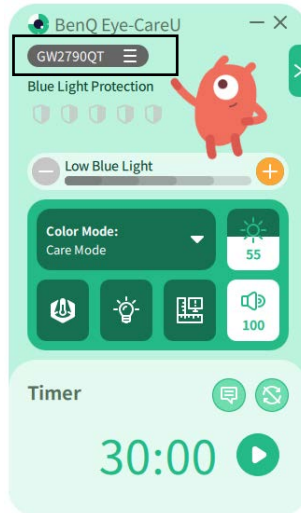 BenQ Eye-CareU
GW2790QT
Blue Light Protection
Low Blue Light
Color Mode:
Care Mode
55
100
Timer
30:00